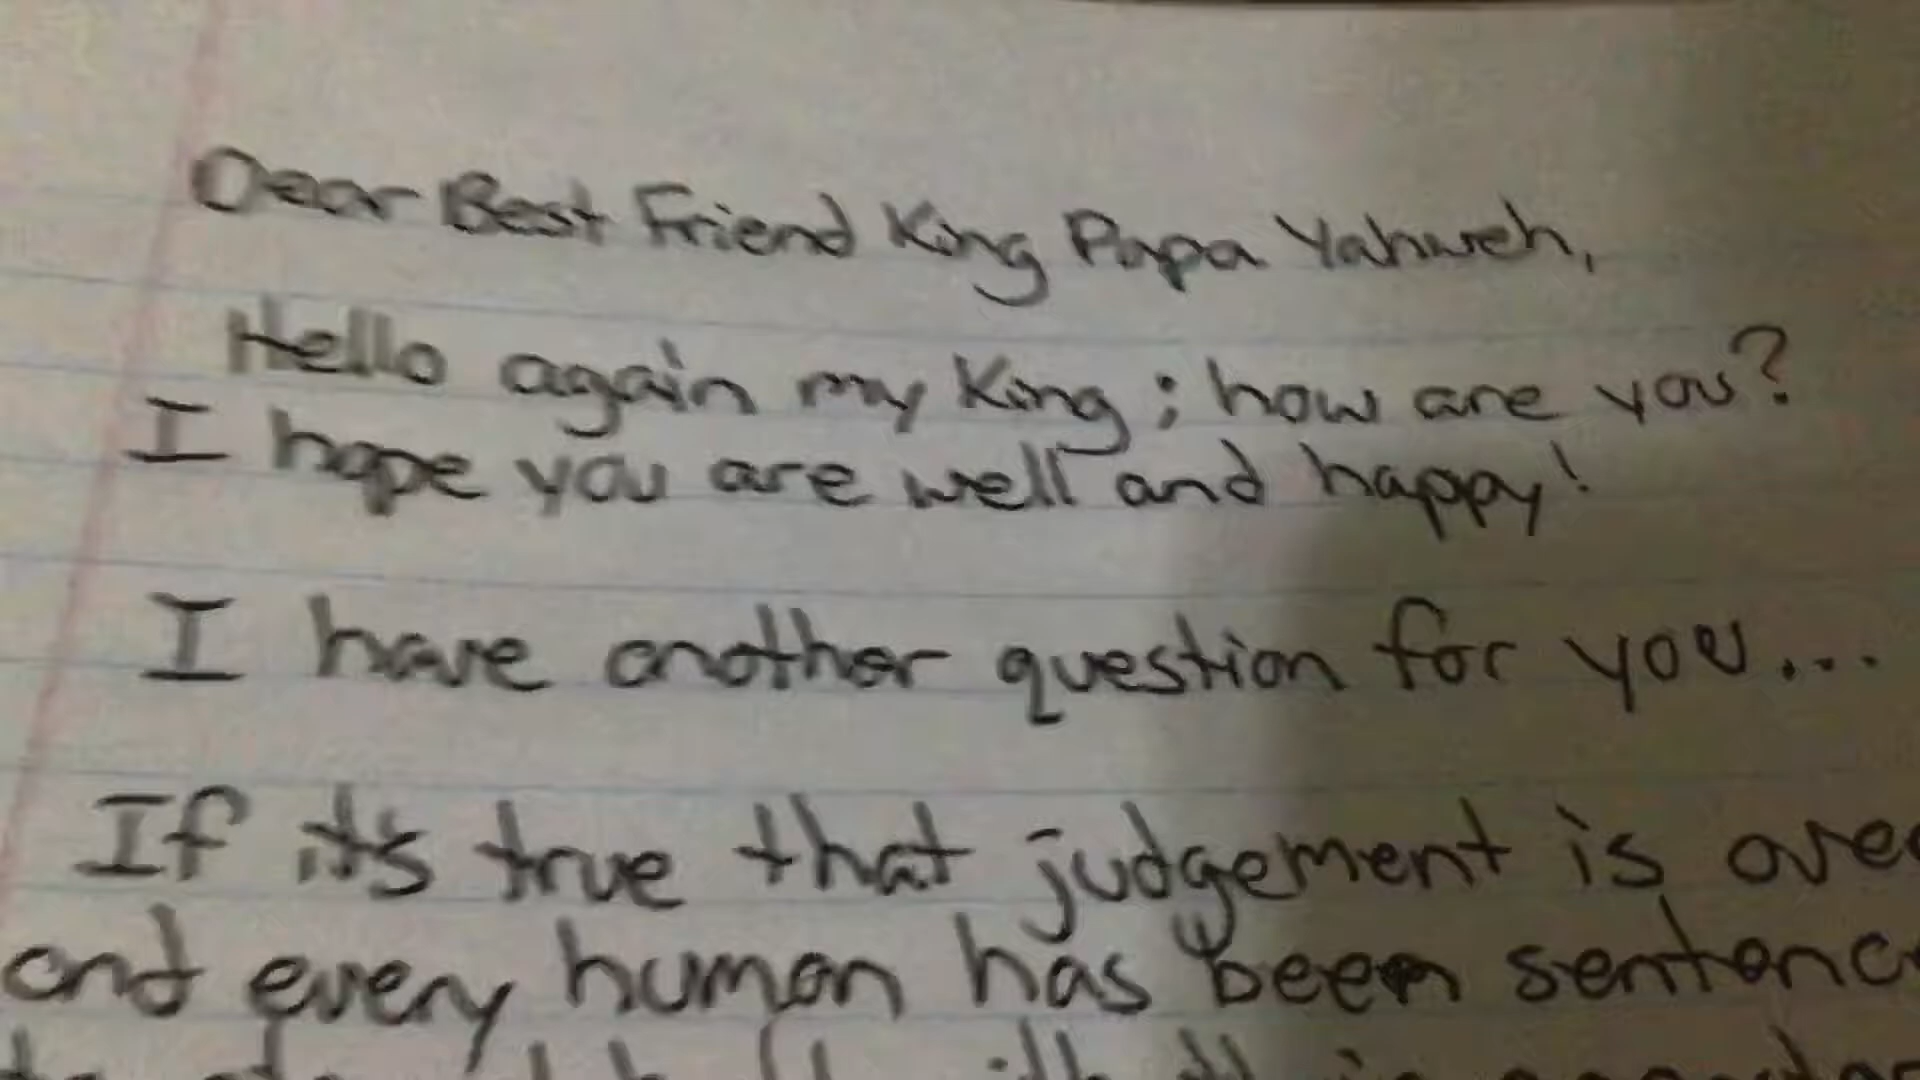 Dear Best Friend King Papa Yahweh,
Hello again my King; how are you?
I hope you are well and happy!
I have another question for you...
If it's true that judgement is
and every human has been